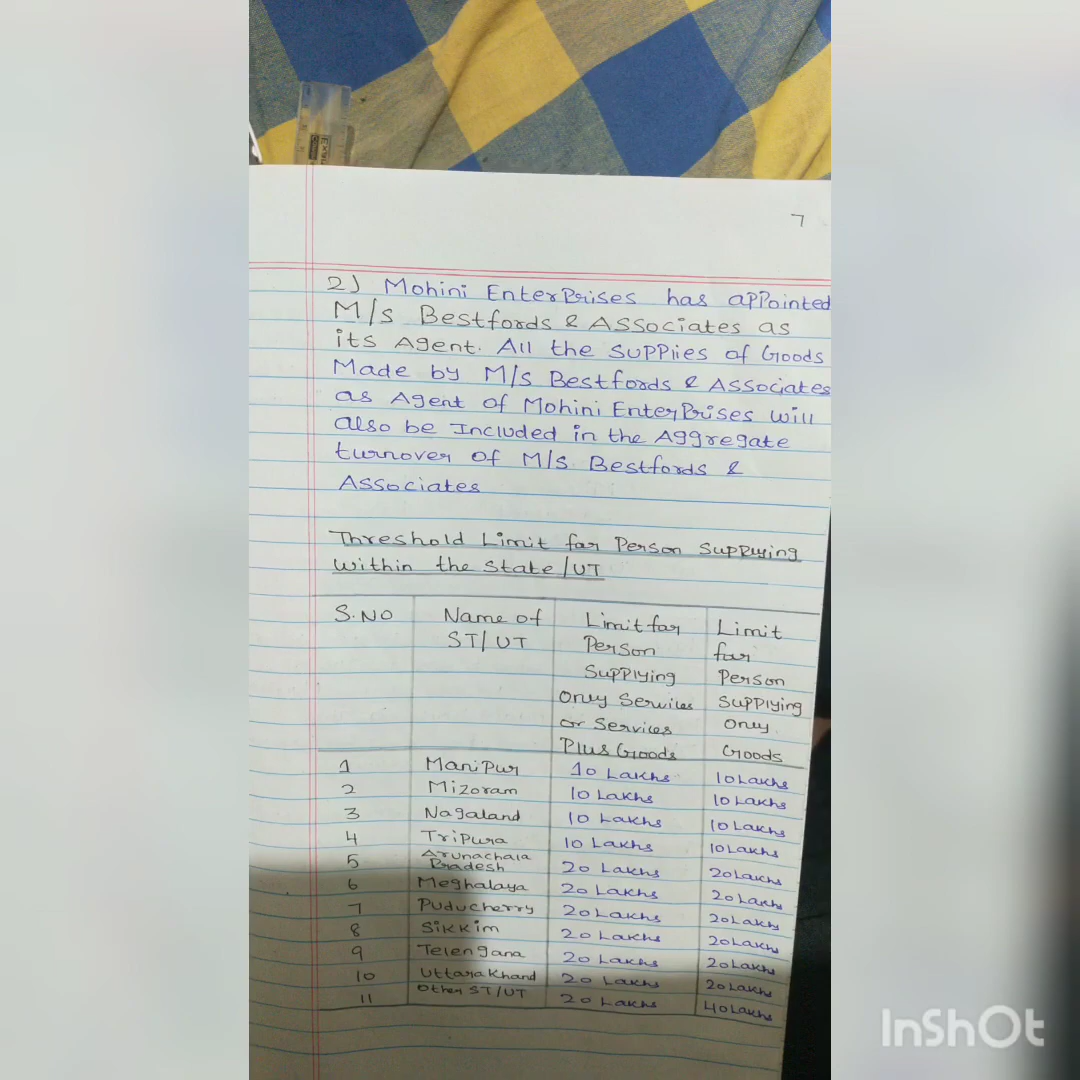 7
2) Mohini Enterprises has appointed
M/s Bestfords & Associates as
its Agent. All the Supplies of Goods
Made by M/s Bestfords & Associates
as Agent of Mohini Enterprises will
also be Included in the Aggregate
turnover of M/s Bestfords &
Associates
Threshold Limit for Person Supplying
within the State/UT
S.NO Name of ST/UT Limit for Person Supplying Only Services or Services Plus Goods Limit for Person Supplying Only Goods
1 Manipur 10 Lakhs 10 Lakhs
2 Mizoram 10 Lakhs 10 Lakhs
3 Nagaland 10 Lakhs 10 Lakhs
4 Tripura 10 Lakhs 10 Lakhs
5 Arunachala Pradesh 20 Lakhs 20 Lakhs
6 Meghalaya 20 Lakhs 20 Lakhs
7 Puducherry 20 Lakhs 20 Lakhs
8 Sikkim 20 Lakhs 20 Lakhs
9 Telengana 20 Lakhs 20 Lakhs
10 Uttarakhand 20 Lakhs 20 Lakhs
11 Other ST/UT 20 Lakhs 40 Lakhs
InShOt